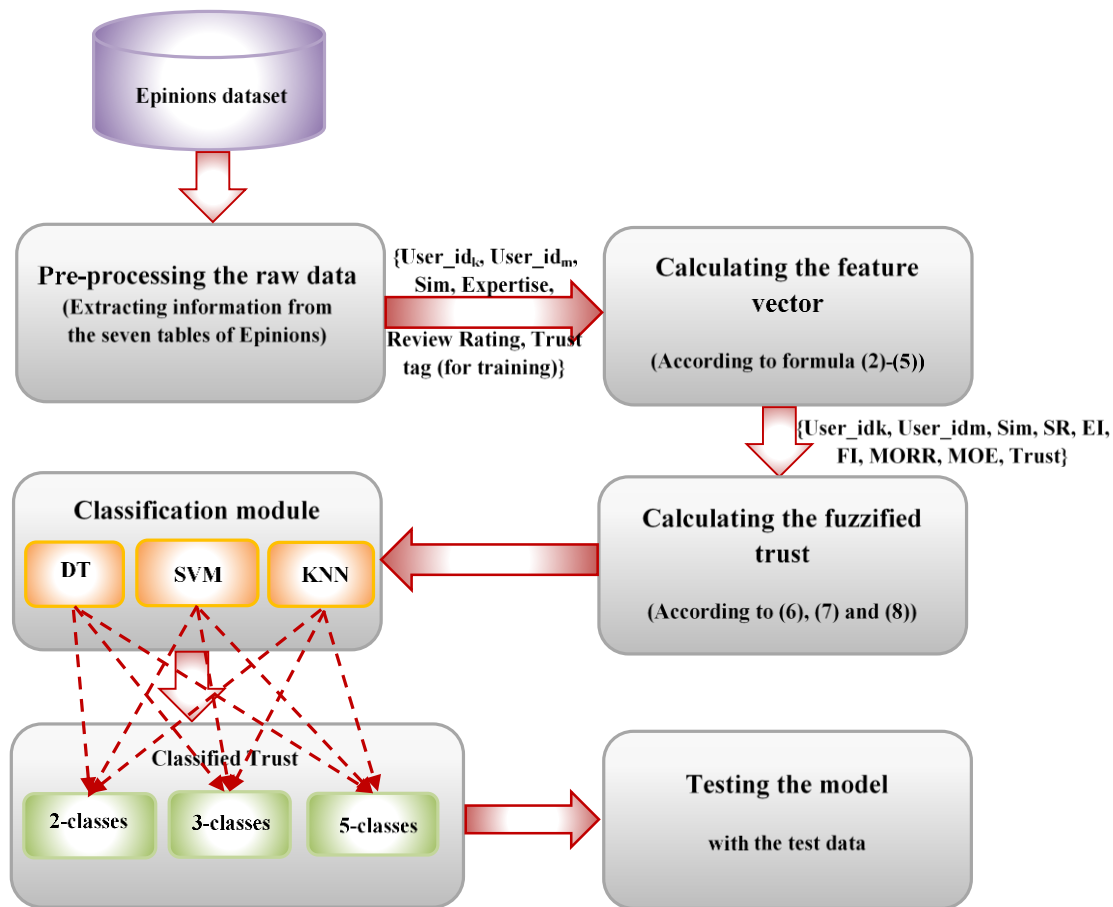 Epinions dataset
Pre-processing the raw data
(Extracting information from
the seven tables of Epinions)
{User_idₖ, User_idₘ,
Sim, Expertise,
Review Rating, Trust
tag (for training)}
Calculating the feature
vector
(According to formula (2)-(5))
{User_idk, User_idm, Sim, SR, EI,
FI, MORR, MOE, Trust}
Calculating the fuzzified
trust
(According to (6), (7) and (8))
Classification module
DT
SVM
KNN
Classified Trust
2-classes
3-classes
5-classes
Testing the model
with the test data